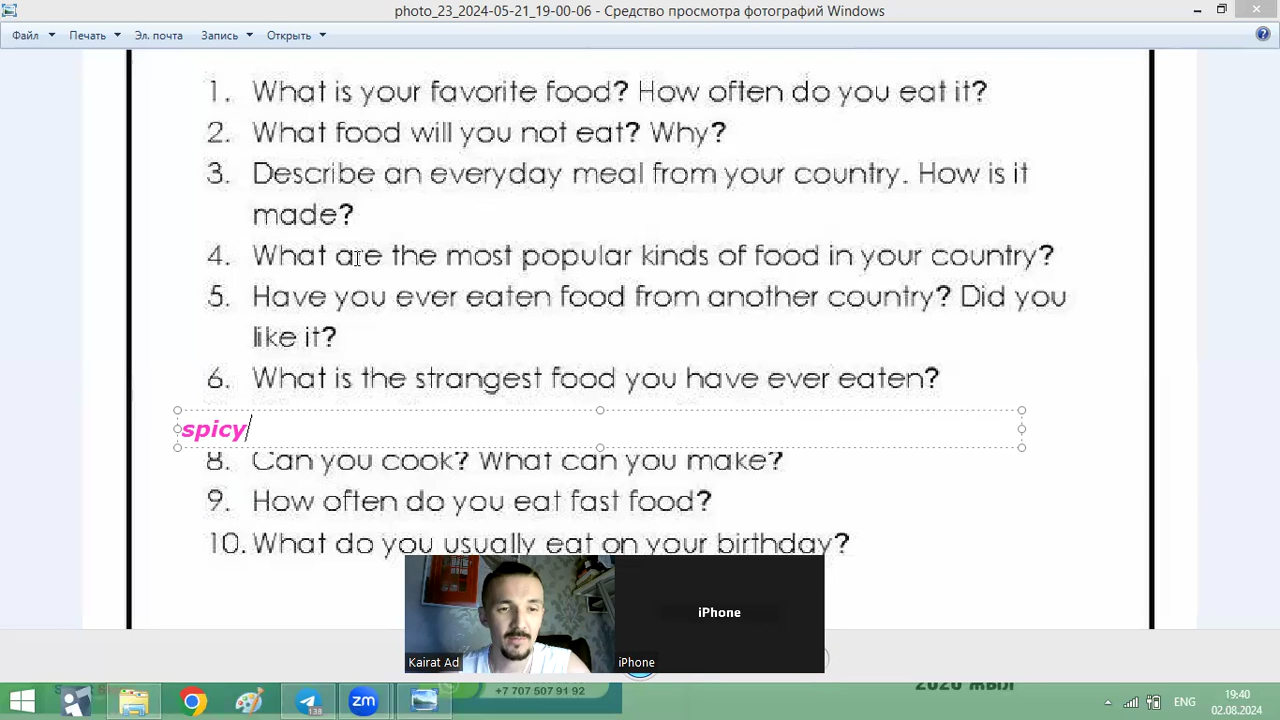 photo_23_2024-05-21_19-00-06 - Средство просмотра фотографий Windows
Файл Печать Эл. почта Запись Открыть
1. What is your favorite food? How often do you eat it?
2. What food will you not eat? Why?
3. Describe an everyday meal from your country. How is it
made?
4. What are the most popular kinds of food in your country?
5. Have you ever eaten food from another country? Did you
like it?
6. What is the strangest food you have ever eaten?
spicy
8. Can you cook? What can you make?
9. How often do you eat fast food?
10. What do you usually eat on your birthday?
iPhone
Kairat Ad iPhone
+7 707 507 91 92
2020 ЖЫЛ
138 zm ENG 19:40
02.08.2024